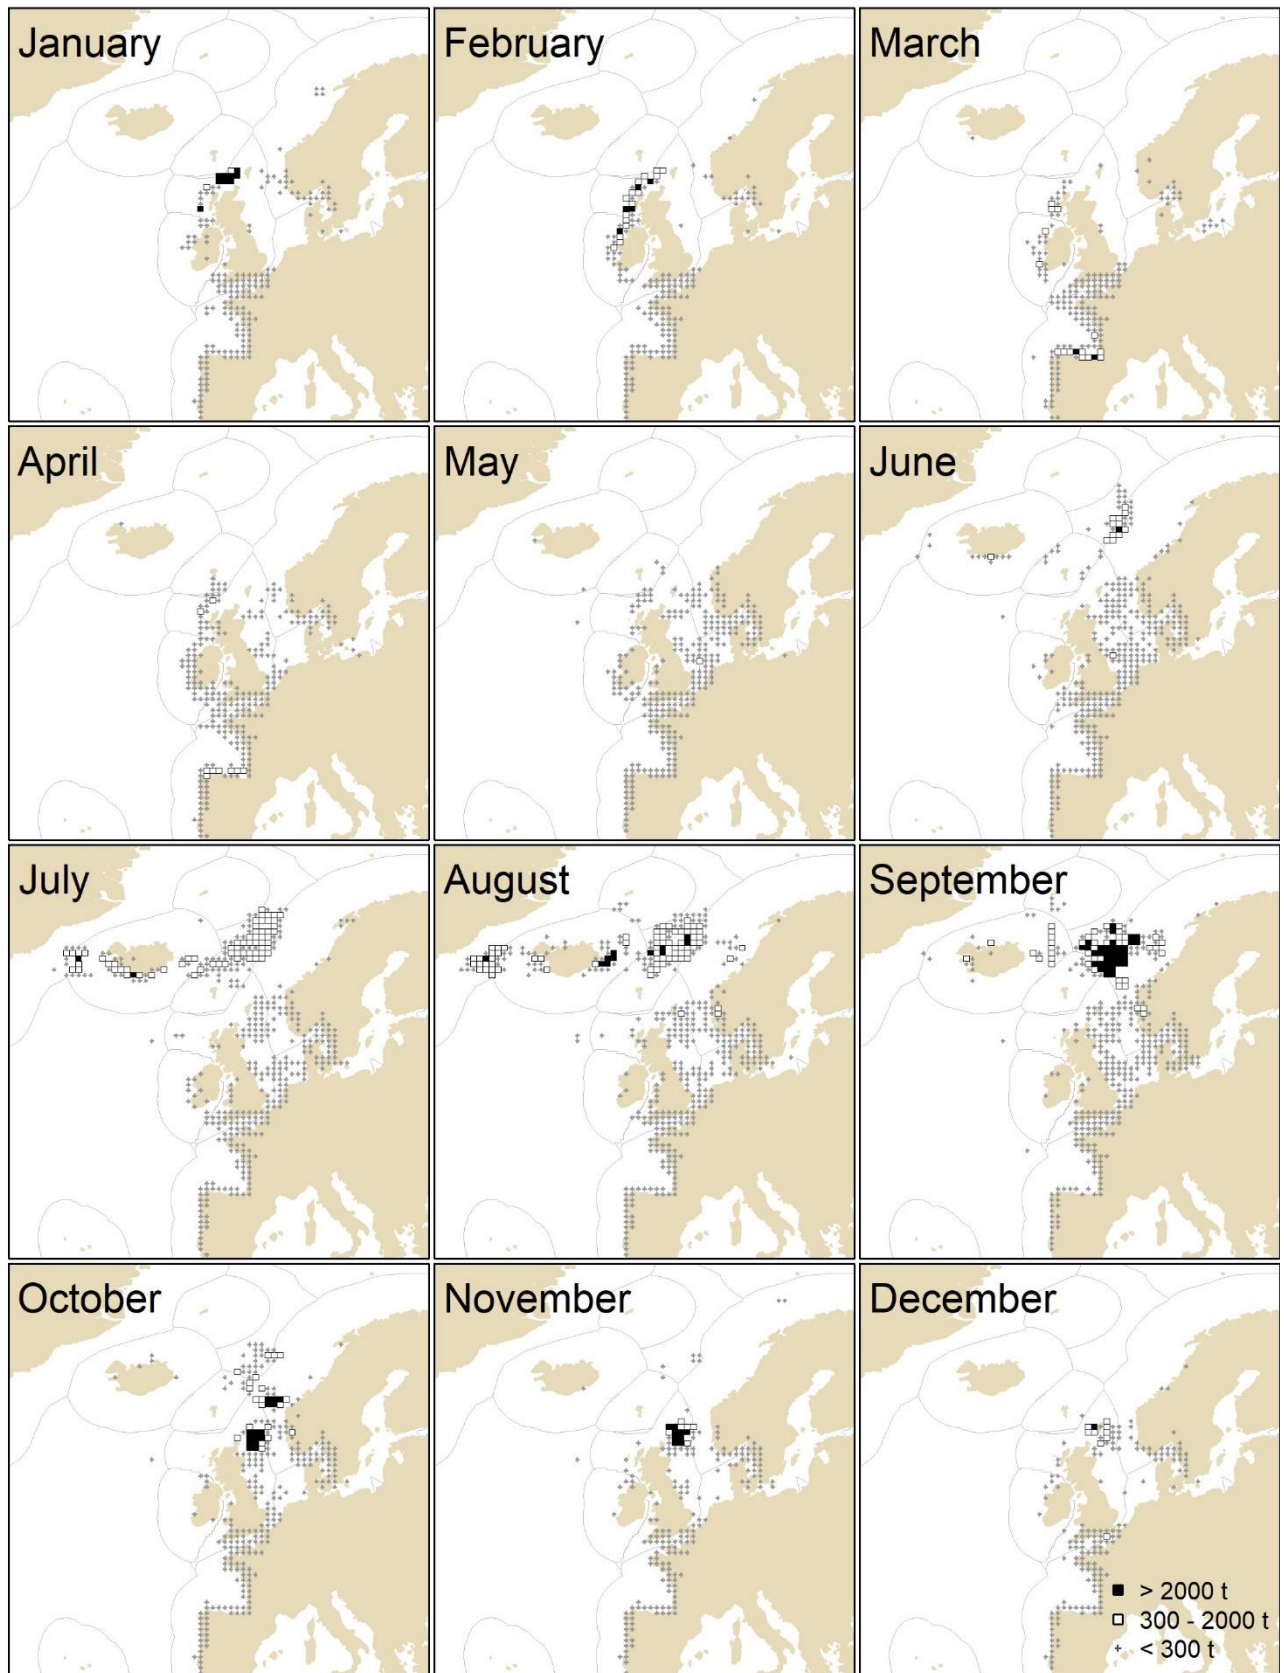 January
February
March
April
May
June
July
August
September
October
November
December
> 2000 t
300 - 2000 t
< 300 t